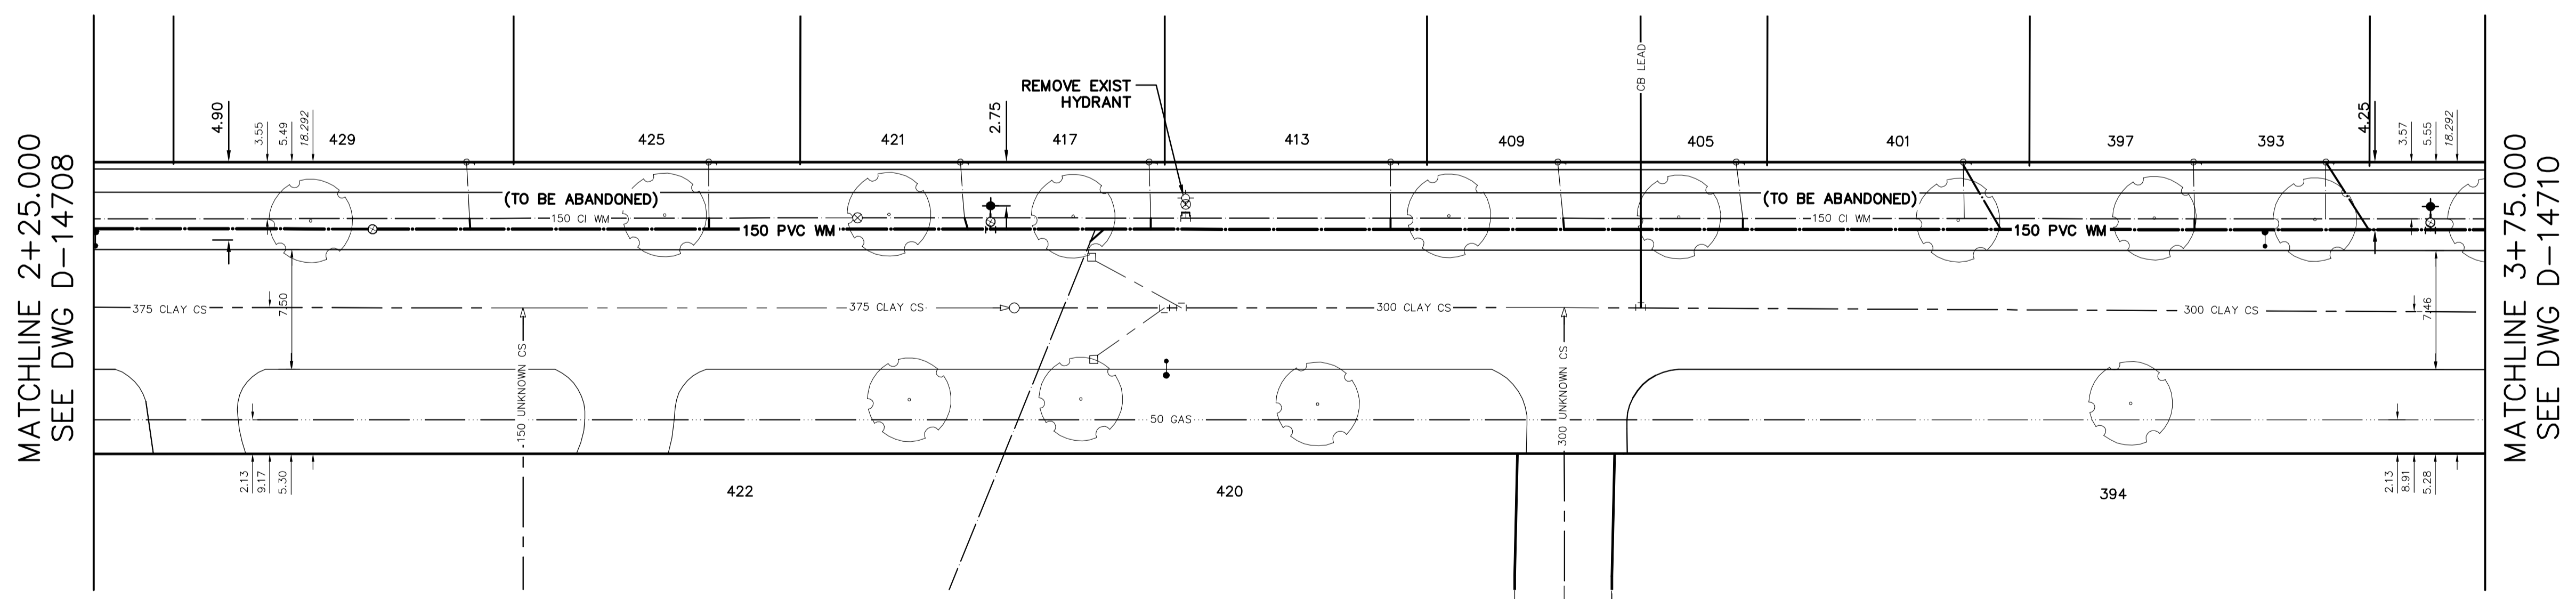 MATCHLINE 2+25.000
SEE DWG D-14708
4.90
3.55
5.49
18.292
429
425
421
2.75
417
REMOVE EXIST
HYDRANT
413
409
CB LEAD
405
401
397
393
4.25
3.57
5.55
18.292
(TO BE ABANDONED)
150 CI WM
150 PVC WM
(TO BE ABANDONED)
150 CI WM
150 PVC WM
375 CLAY CS
7.50
375 CLAY CS
300 CLAY CS
300 CLAY CS
7.46
150 UNKNOWN CS
50 GAS
300 UNKNOWN CS
2.13
9.17
5.30
422
420
394
2.13
8.91
5.28
MATCHLINE 3+75.000
SEE DWG D-14710